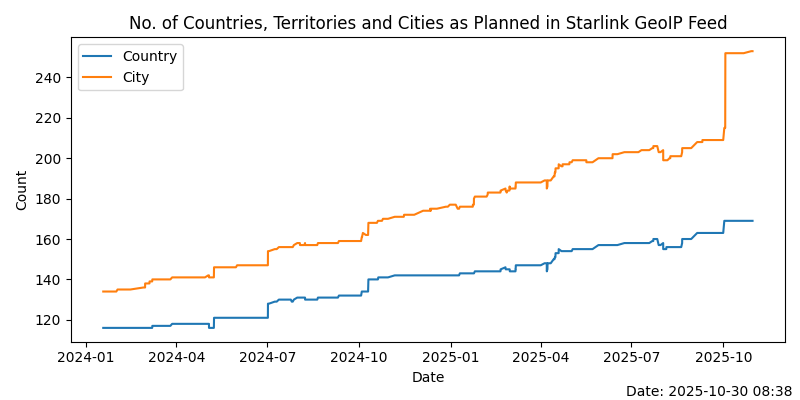 No. of Countries, Territories and Cities as Planned in Starlink GeoIP Feed
Country
City
Count
240
220
200
180
160
140
120
2024-01 2024-04 2024-07 2024-10 2025-01 2025-04 2025-07 2025-10
Date
Date: 2025-10-30 08:38